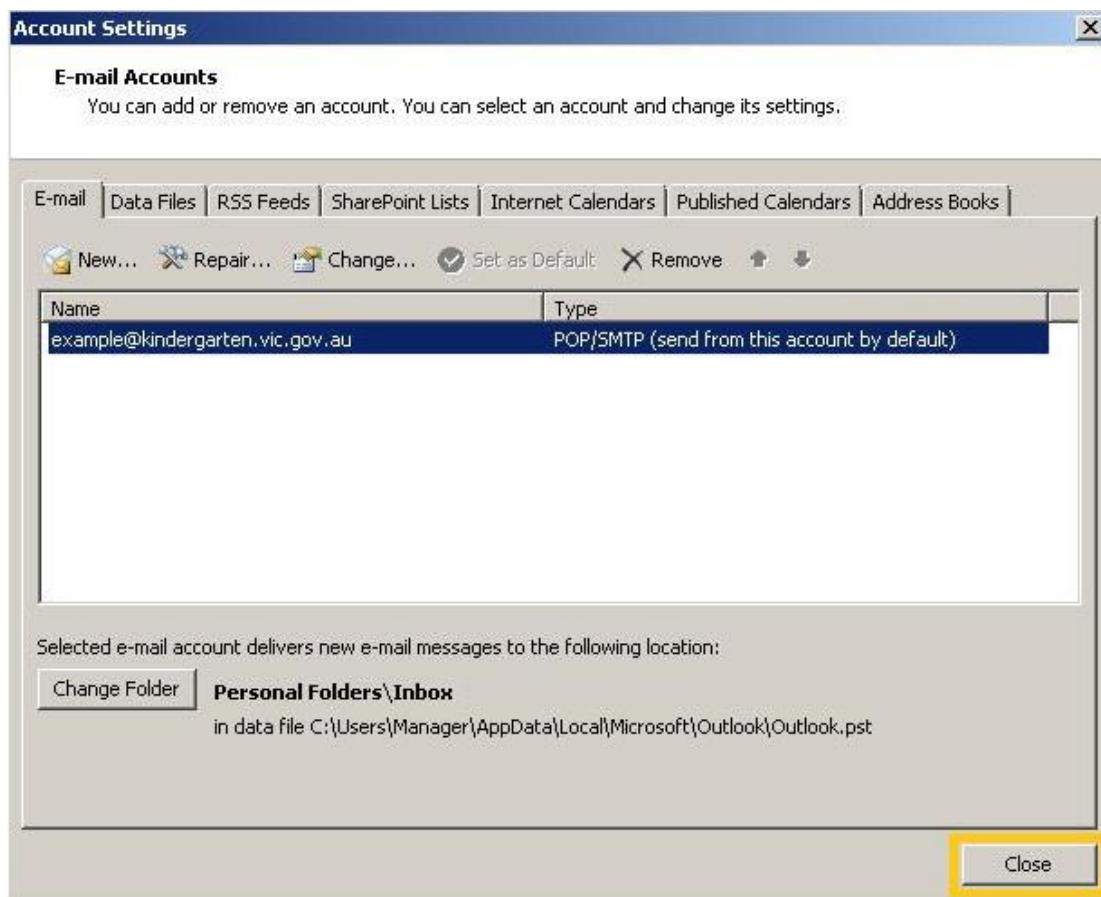 Account Settings
E-mail Accounts
You can add or remove an account. You can select an account and change its settings.
E-mail Data Files RSS Feeds SharePoint Lists Internet Calendars Published Calendars Address Books
New... Repair... Change... Set as Default Remove
Name Type
example@kindergarten.vic.gov.au POP/SMTP (send from this account by default)
Selected e-mail account delivers new e-mail messages to the following location:
Change Folder Personal Folders\Inbox
in data file C:\Users\Manager\AppData\Local\Microsoft\Outlook\Outlook.pst
Close